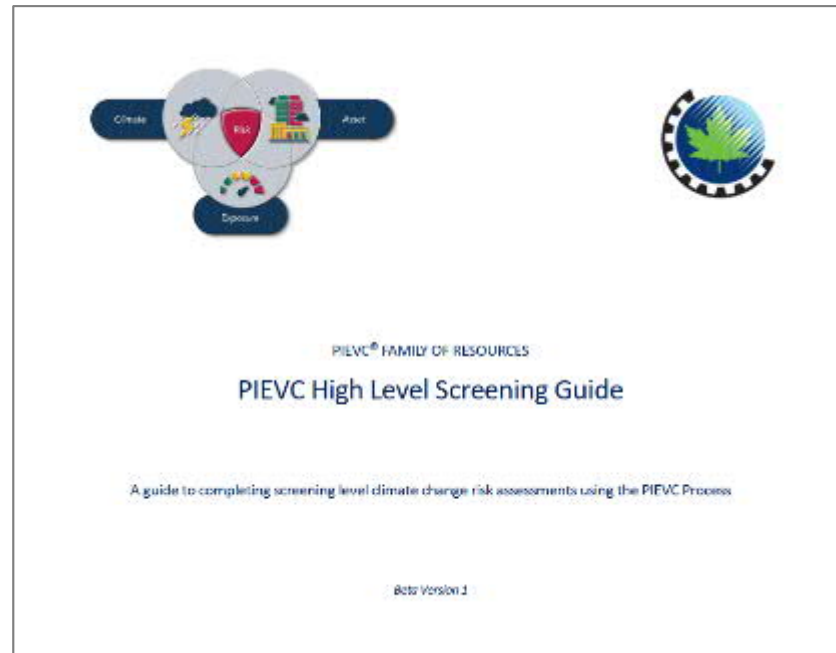 Climate
Risk
Asset
Exposure
PIEVC® FAMILY OF RESOURCES
PIEVC High Level Screening Guide
A guide to completing screening level climate change risk assessments using the PIEVC Process
Beta Version 1